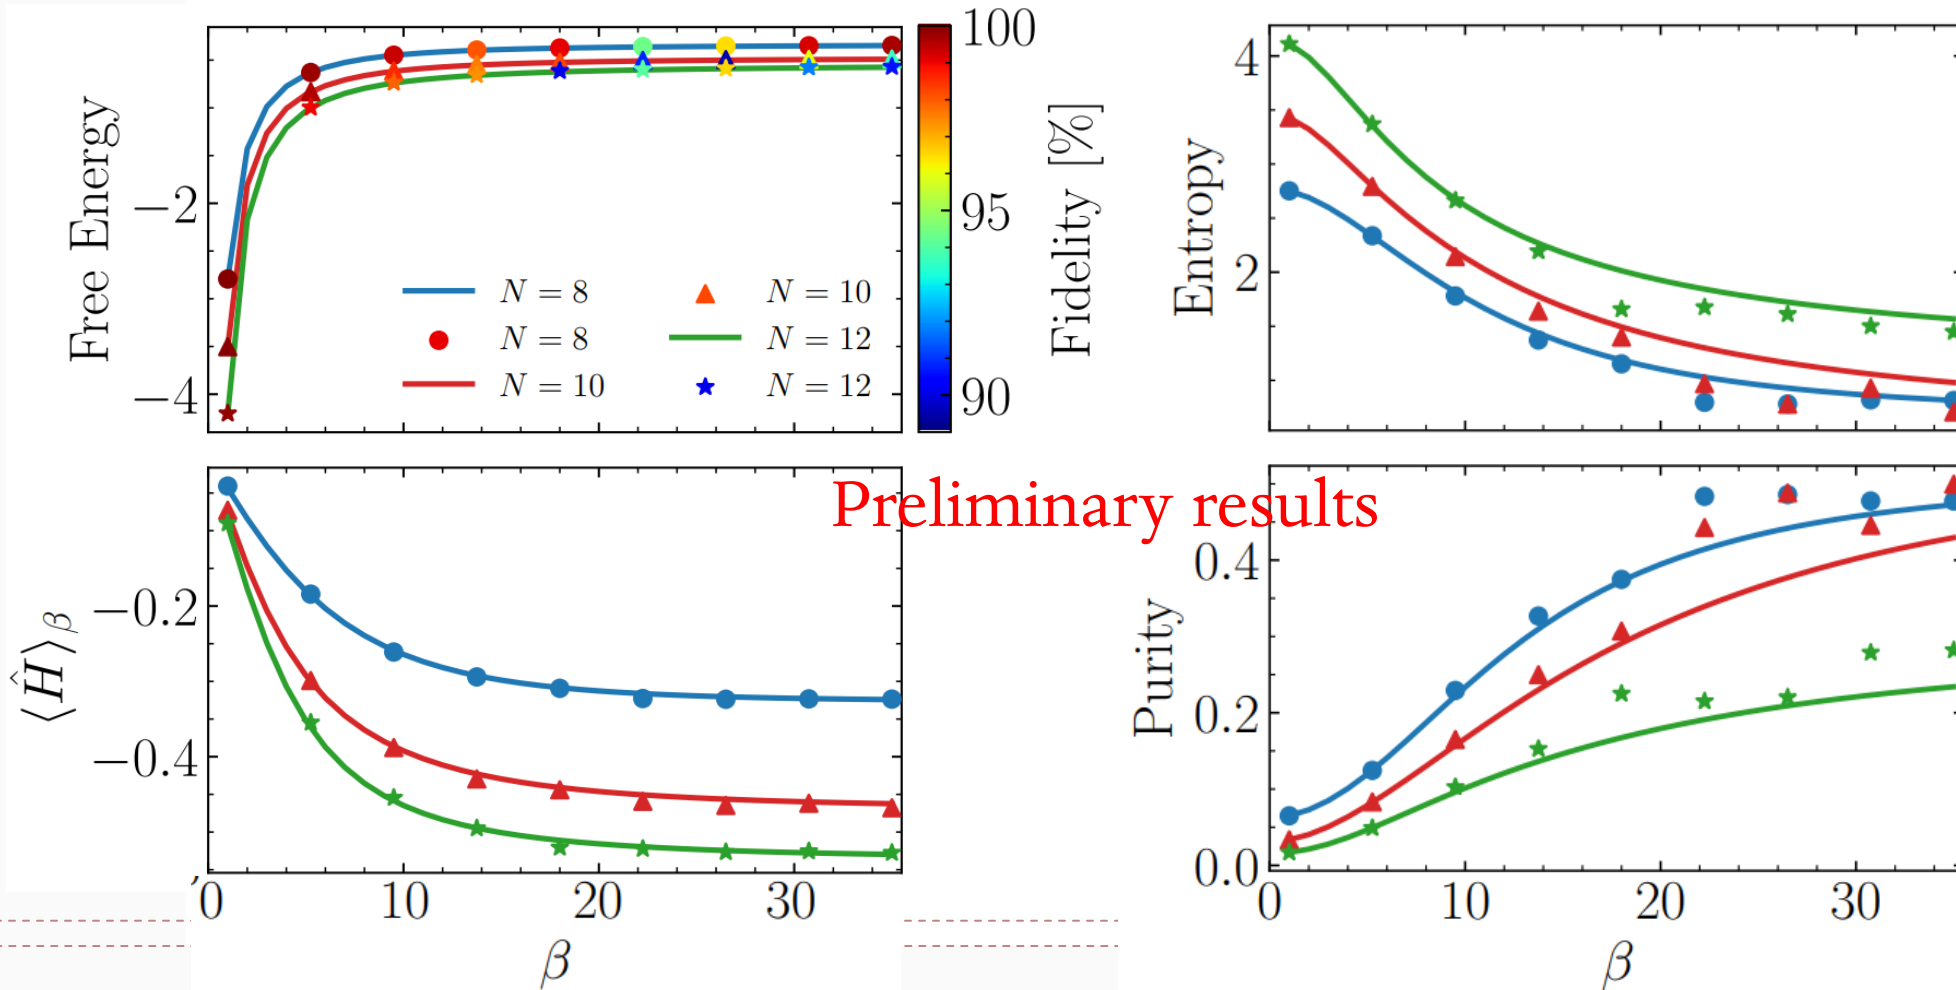 Free Energy
−2
−4
N = 8
N = 8
N = 10
N = 10
N = 12
N = 12
100
95
90
Fidelity [%]
Entropy
4
2
Preliminary results
⟨Ĥ⟩β
−0.2
−0.4
0
10
20
30
β
Purity
0.4
0.2
0.0
0
10
20
30
β